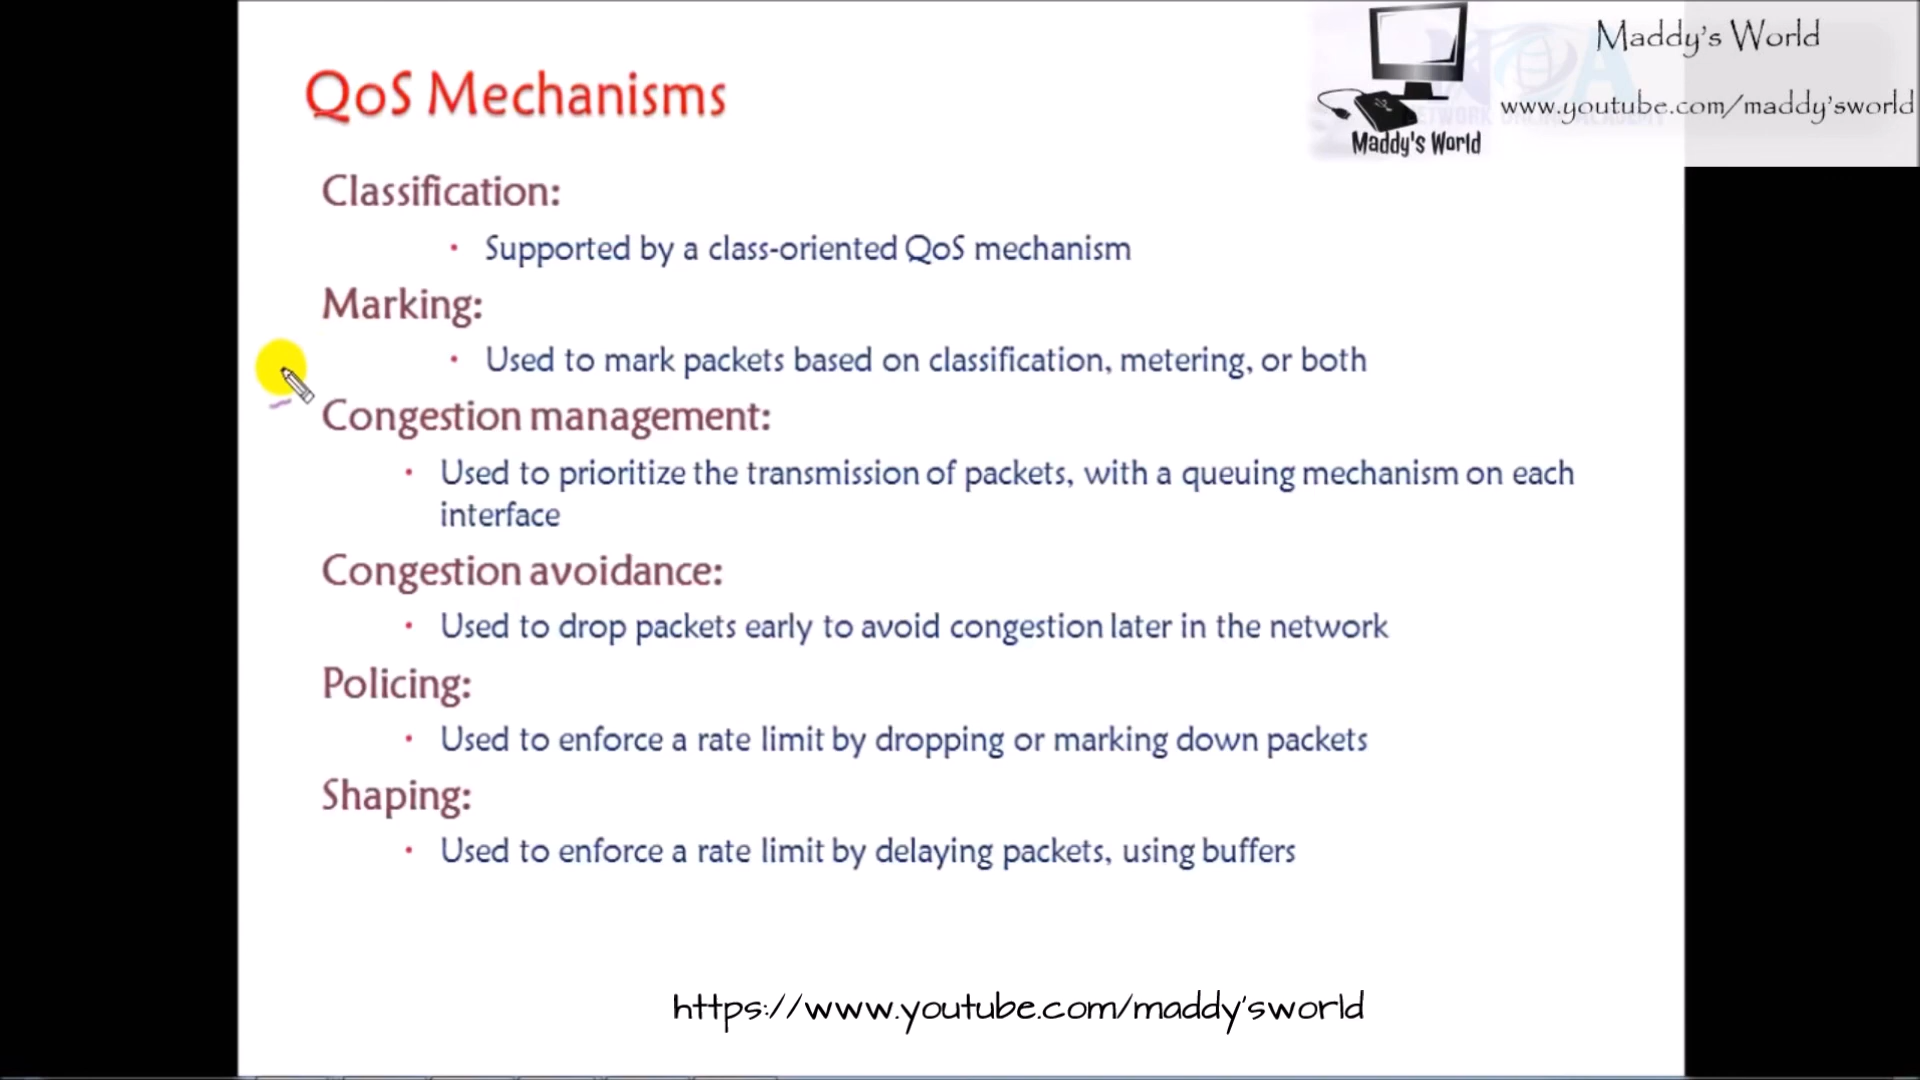 Maddy's World
QoS Mechanisms
www.youtube.com/maddy'sworld
Maddy's World
Classification:
• Supported by a class-oriented QoS mechanism
Marking:
• Used to mark packets based on classification, metering, or both
Congestion management:
• Used to prioritize the transmission of packets, with a queuing mechanism on each
interface
Congestion avoidance:
• Used to drop packets early to avoid congestion later in the network
Policing:
• Used to enforce a rate limit by dropping or marking down packets
Shaping:
• Used to enforce a rate limit by delaying packets, using buffers
https://www.youtube.com/maddy'sworld